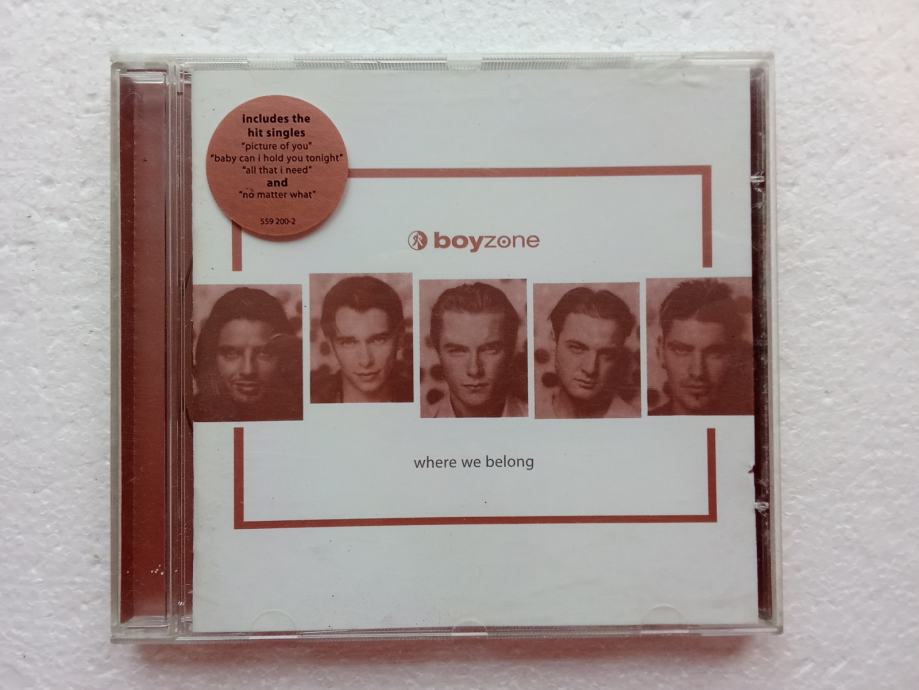 includes the
hit singles
"picture of you"
"baby can i hold you tonight"
"all that i need"
and
"no matter what"
559 200-2
boyzone
where we belong